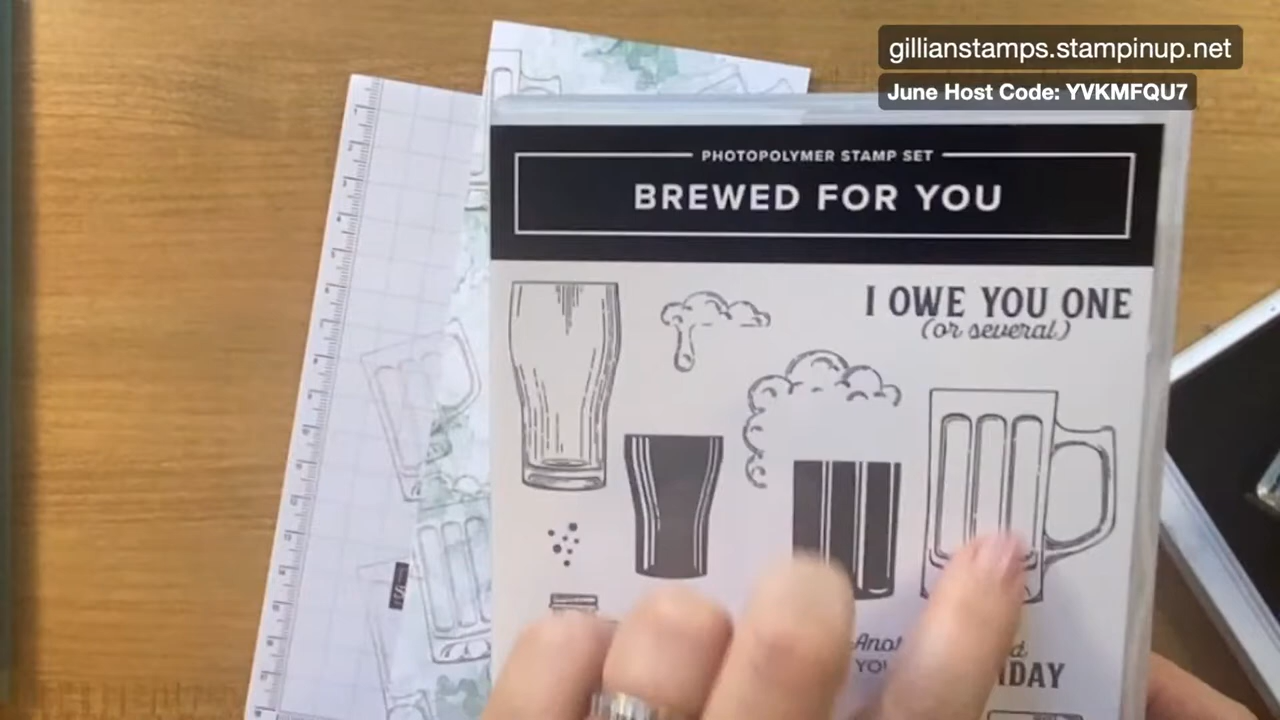 gillianstamps.stampinup.net
June Host Code: YVKMFQU7
PHOTOPOLYMER STAMP SET
BREWED FOR YOU
I OWE YOU ONE
(or several)